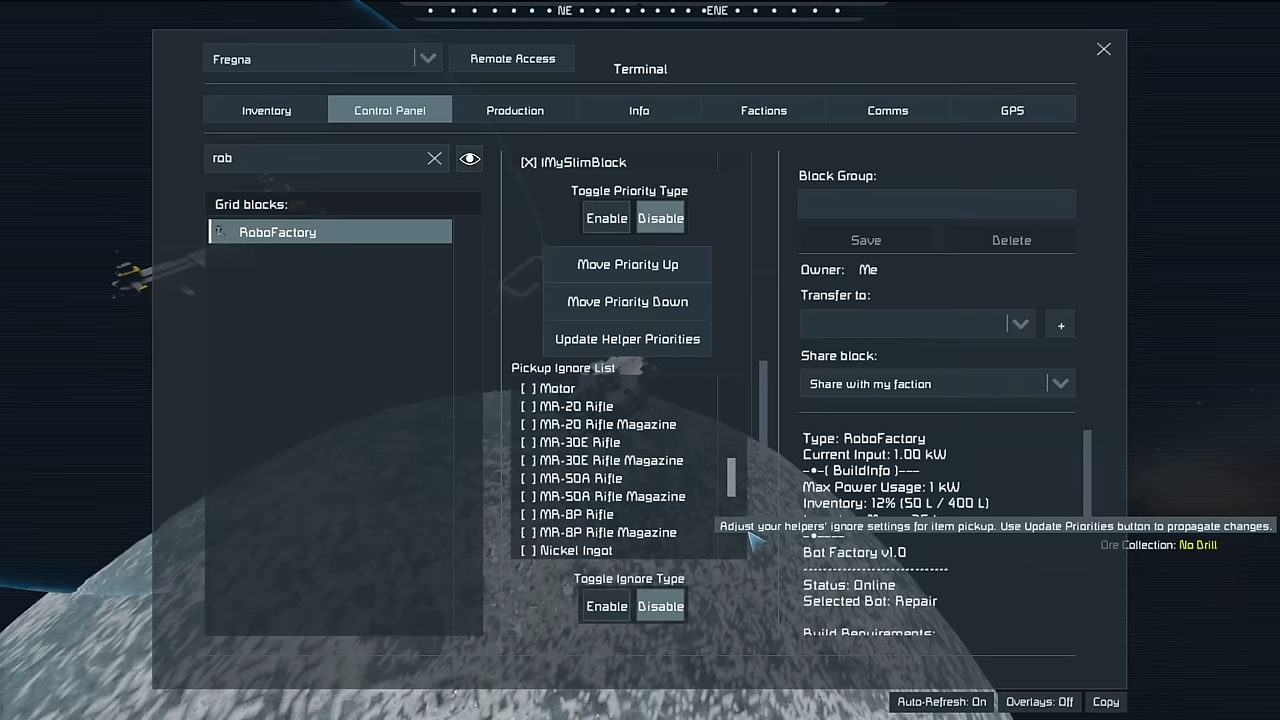 NE
ENE
Fregna
Remote Access
Terminal
Inventory
Control Panel
Production
Info
Factions
Comms
GPS
rob
Grid blocks:
RoboFactory
[X] IMySlimBlock
Toggle Priority Type
Enable
Disable
Move Priority Up
Move Priority Down
Update Helper Priorities
Pickup Ignore List
[ ] Motor
[ ] MR-20 Rifle
[ ] MR-20 Rifle Magazine
[ ] MR-30E Rifle
[ ] MR-30E Rifle Magazine
[ ] MR-50A Rifle
[ ] MR-50A Rifle Magazine
[ ] MR-8P Rifle
[ ] MR-8P Rifle Magazine
[ ] Nickel Ingot
Toggle Ignore Type
Enable
Disable
Block Group:
Save
Delete
Owner: Me
Transfer to:
+
Share block:
Share with my faction
Type: RoboFactory
Current Input: 1.00 kW
-•-( BuildInfo )---
Max Power Usage: 1 kW
Inventory: 12% (50 L / 400 L)
Adjust your helpers' ignore settings for item pickup. Use Update Priorities button to propagate changes.
-•----
Ore Collection: No Drill
Bot Factory v1.0
---------------------------
Status: Online
Selected Bot: Repair
Build Requirements:
Auto-Refresh: On
Overlays: Off
Copy